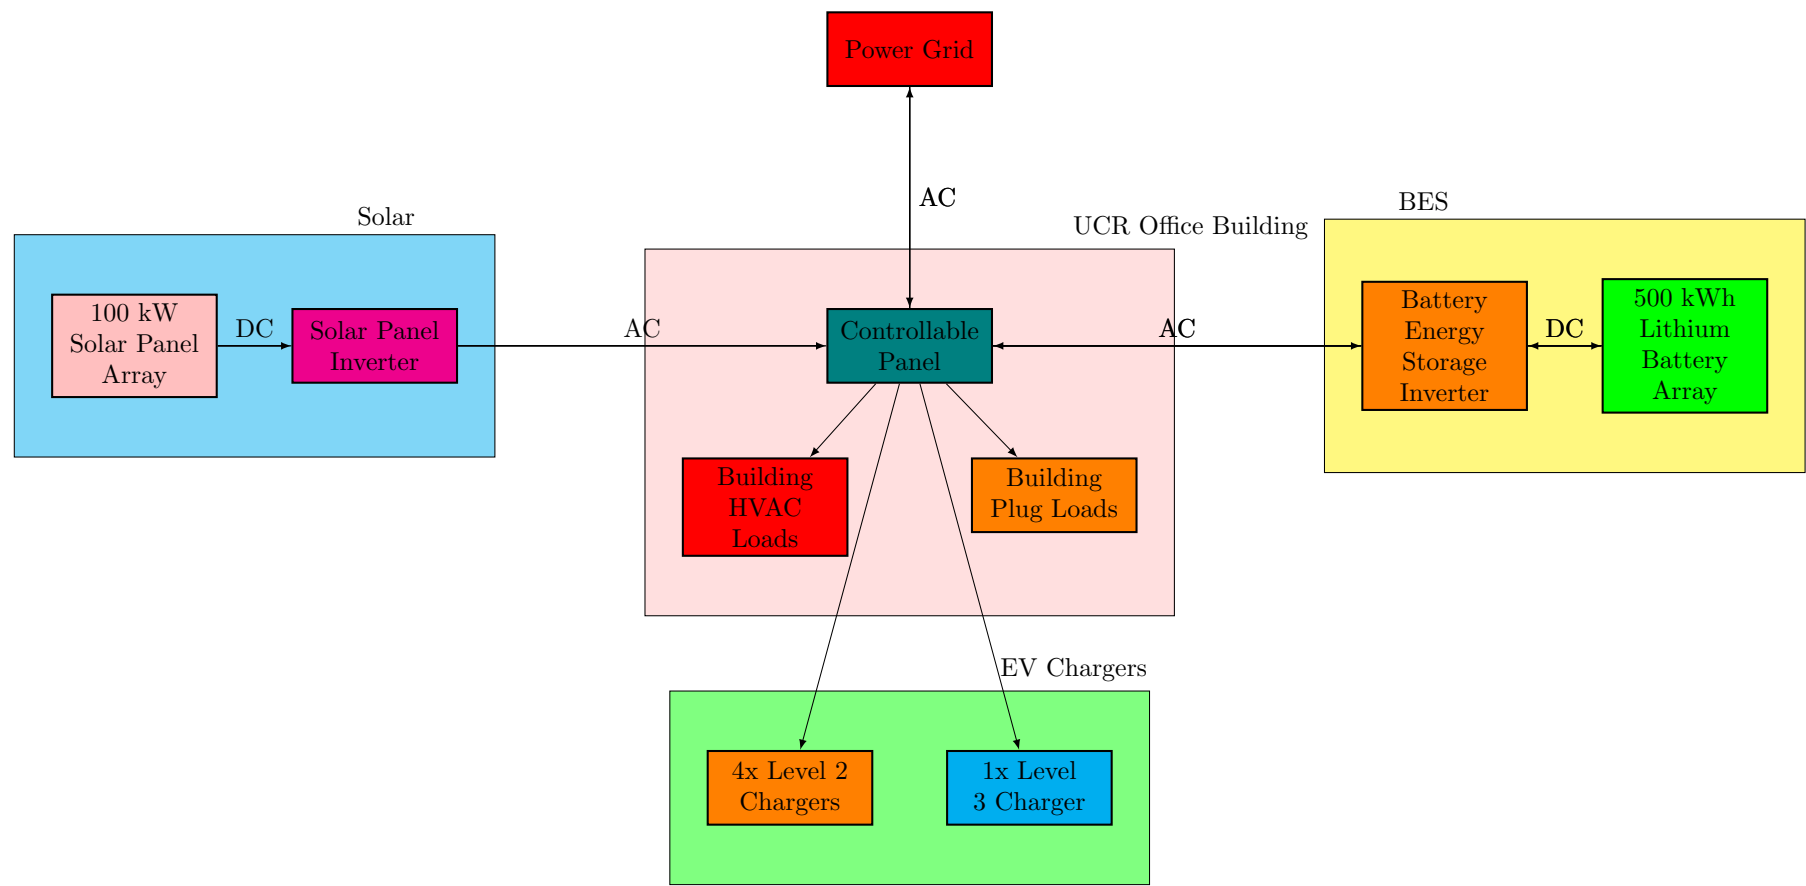 Power Grid
AC
Solar
UCR Office Building
BES
100 kW
Solar Panel
Array
DC
Solar Panel
Inverter
AC
Controllable
Panel
AC
Battery
Energy
Storage
Inverter
DC
500 kWh
Lithium
Battery
Array
Building
HVAC
Loads
Building
Plug Loads
EV Chargers
4x Level 2
Chargers
1x Level
3 Charger